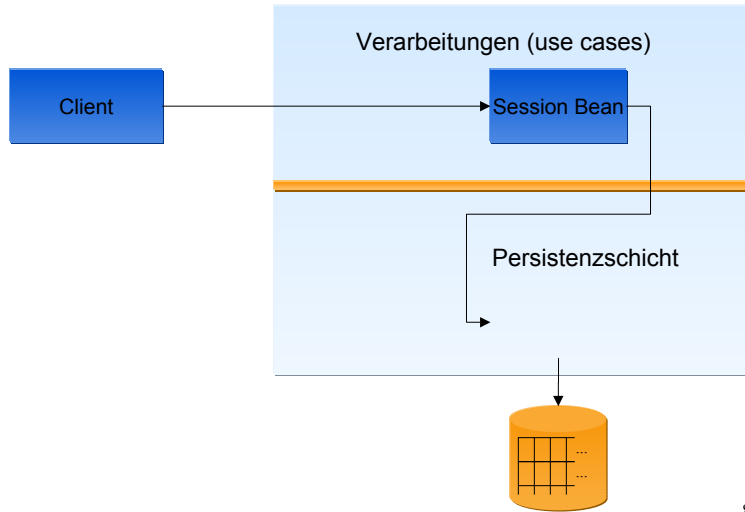 Verarbeitungen (use cases)
Client
Session Bean
Persistenzschicht
...
...